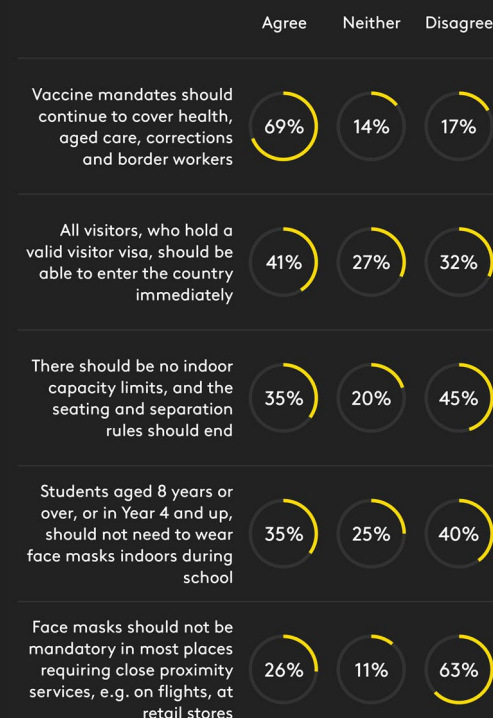 Agree Neither Disagree
Vaccine mandates should
continue to cover health,
aged care, corrections
and border workers
69% 14% 17%
All visitors, who hold a
valid visitor visa, should be
able to enter the country
immediately
41% 27% 32%
There should be no indoor
capacity limits, and the
seating and separation
rules should end
35% 20% 45%
Students aged 8 years or
over, or in Year 4 and up,
should not need to wear
face masks indoors during
school
35% 25% 40%
Face masks should not be
mandatory in most places
requiring close proximity
services, e.g. on flights, at
retail stores
26% 11% 63%